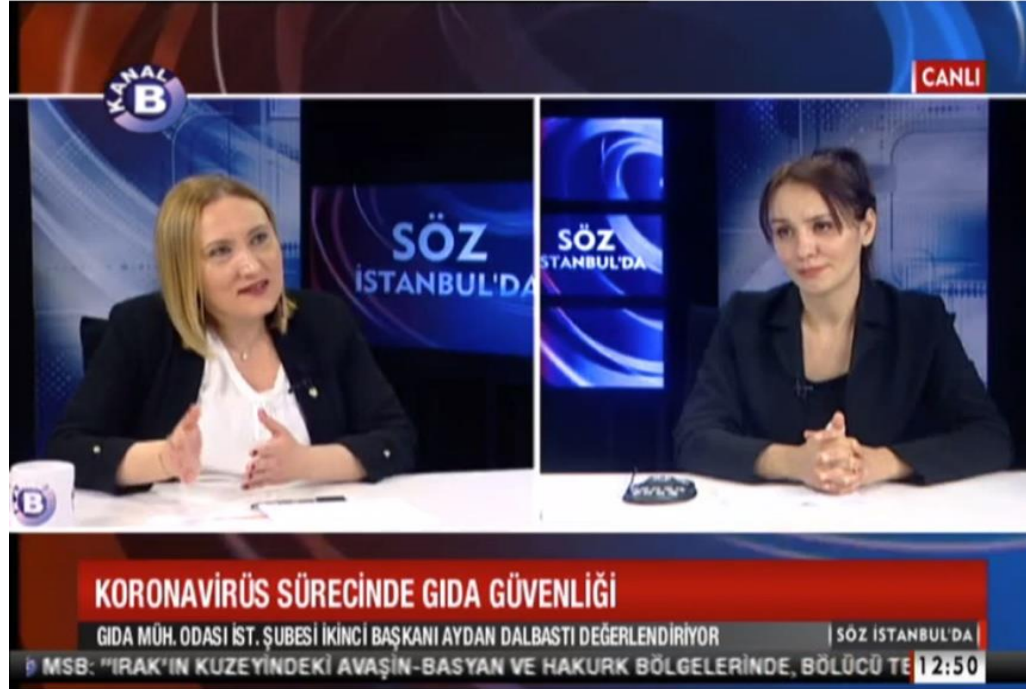 KANAL B
CANLI
SÖZ
İSTANBUL'DA
SÖZ
STANBUL'DA
B
KORONAVİRÜS SÜRECİNDE GIDA GÜVENLİĞİ
GIDA MÜH. ODASI İST. ŞUBESİ İKİNCİ BAŞKANI AYDAN DALBASTI DEĞERLENDİRİYOR
SÖZ İSTANBUL'DA
MSB: "IRAK'IN KUZEYİNDEKİ AVAŞİN-BASYAN VE HAKURK BÖLGELERİNDE, BÖLÜCÜ TE
12:50